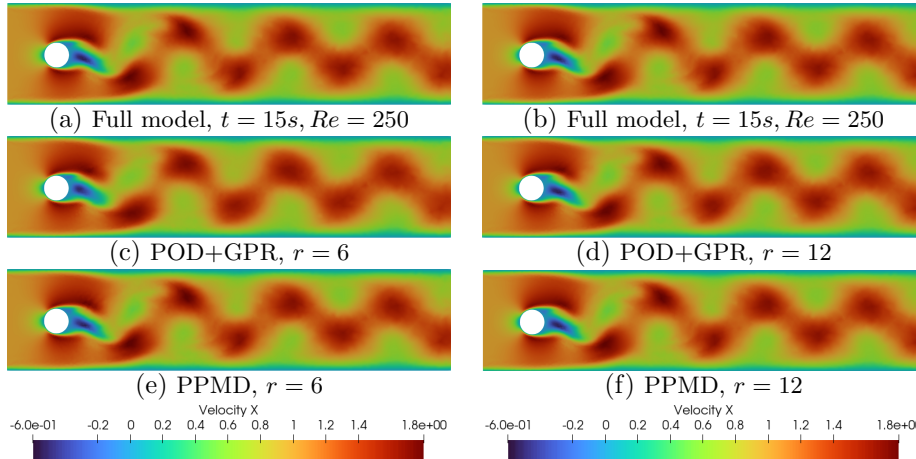 (a) Full model, t = 15s, Re = 250
(b) Full model, t = 15s, Re = 250
(c) POD+GPR, r = 6
(d) POD+GPR, r = 12
(e) PPMD, r = 6
(f) PPMD, r = 12
Velocity X
-6.0e-01 -0.2 0 0.2 0.4 0.6 0.8 1 1.2 1.4 1.8e+00
Velocity X
-6.0e-01 -0.2 0 0.2 0.4 0.6 0.8 1 1.2 1.4 1.8e+00